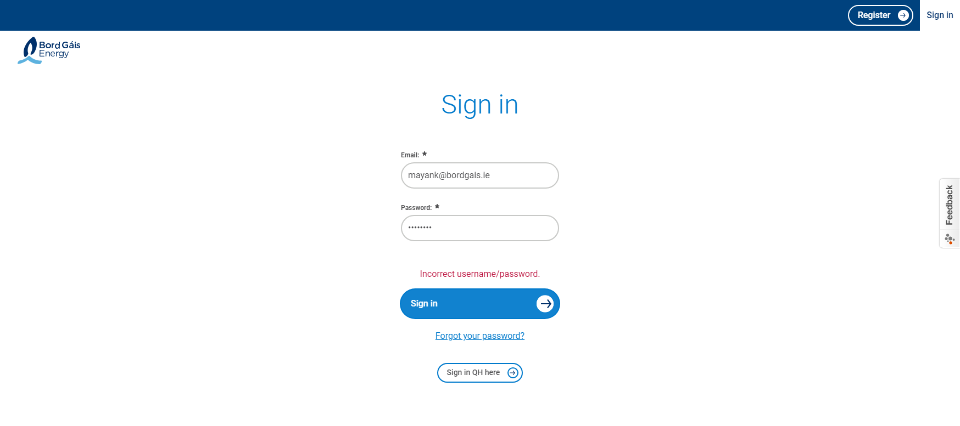 Register
Sign in
Bord Gáis
Energy
Sign in
Email: *
mayank@bordgais.ie
Password: *
••••••••
Incorrect username/password.
Sign in
Forgot your password?
Sign in QH here
Feedback